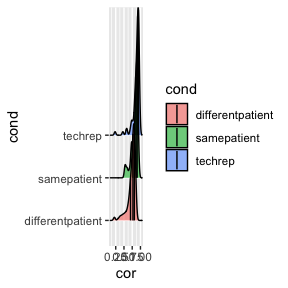 cond
techrep
samepatient
differentpatient
cor
cond
differentpatient
samepatient
techrep